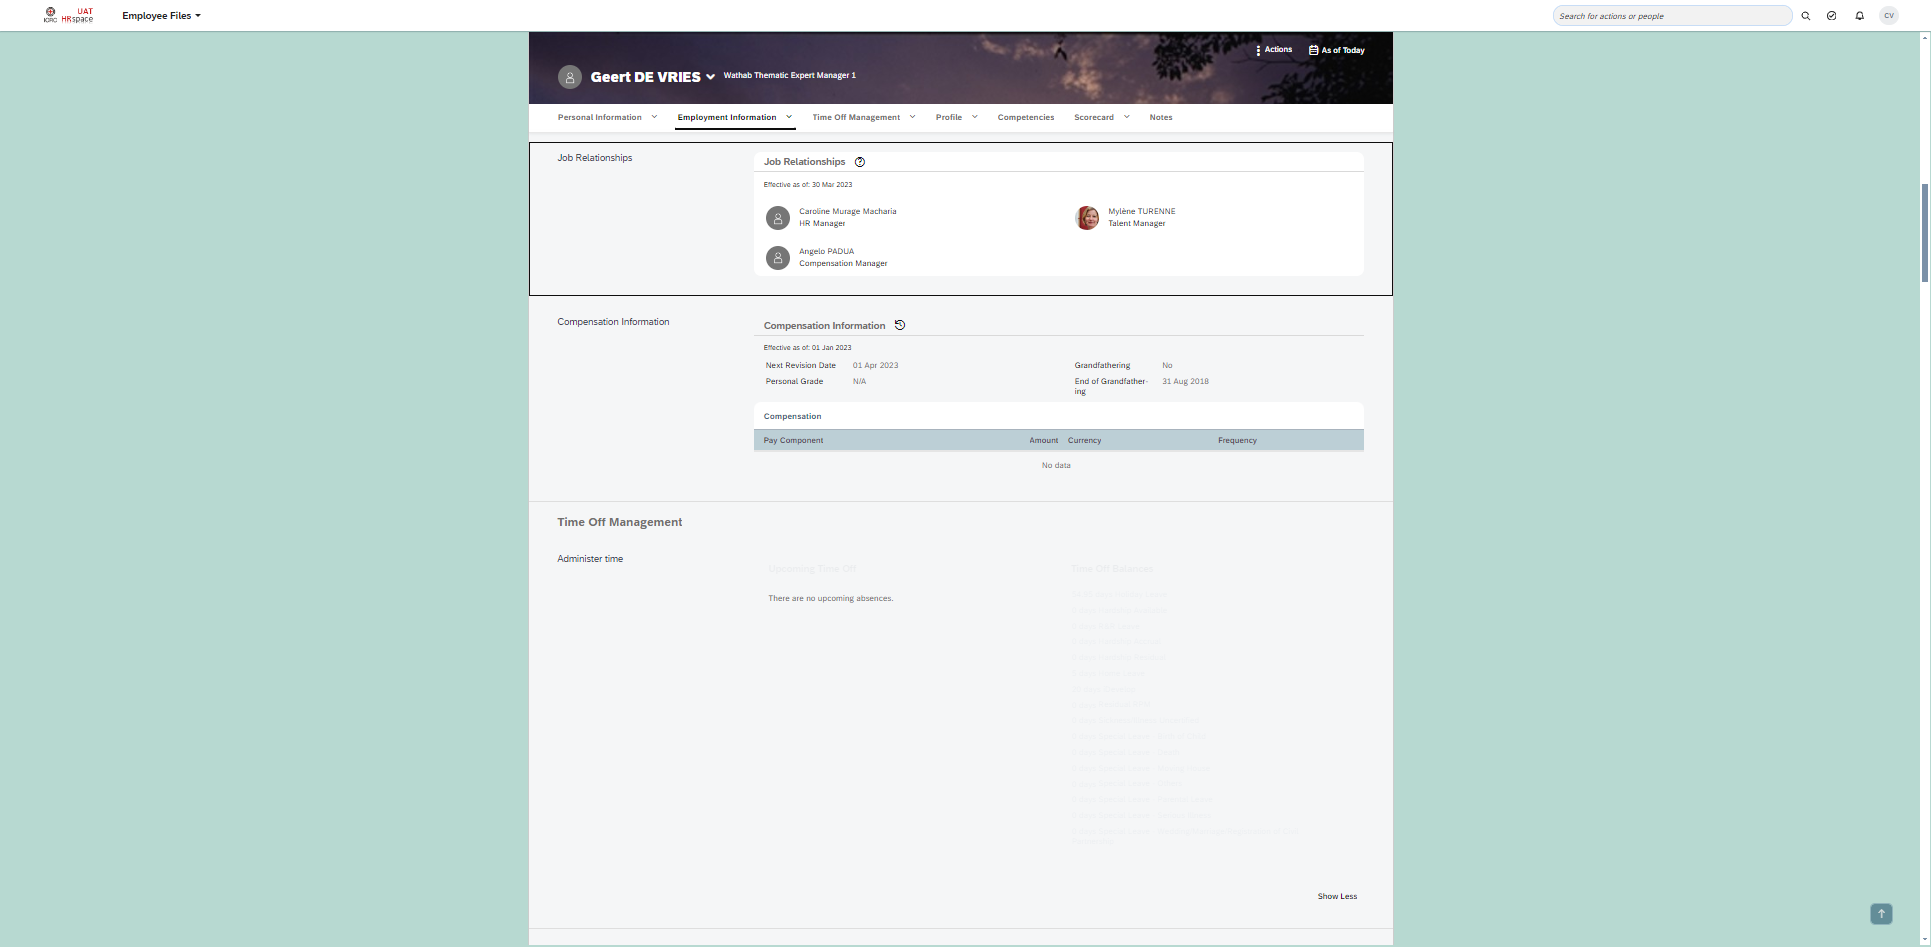 ICRC
UAT
HRspace
Employee Files
Search for actions or people
CV
Actions
As of Today
Geert DE VRIES
Wathab Thematic Expert Manager 1
Personal Information
Employment Information
Time Off Management
Profile
Competencies
Scorecard
Notes
Job Relationships
Job Relationships
Effective as of: 30 Mar 2023
Caroline Murage Macharia
HR Manager
Mylène TURENNE
Talent Manager
Angelo PADUA
Compensation Manager
Compensation Information
Compensation Information
Effective as of: 01 Jan 2023
Next Revision Date 01 Apr 2023
Grandfathering No
Personal Grade N/A
End of Grandfather- 31 Aug 2018
ing
Compensation
Pay Component Amount Currency Frequency
No data
Time Off Management
Administer time
Upcoming Time Off
Time Off Balances
There are no upcoming absences.
Show Less